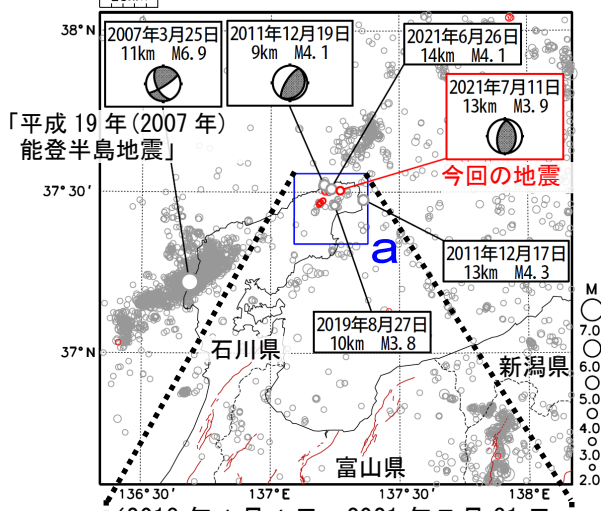 38°N
2007年3月25日
11km M6.9
2011年12月19日
9km M4.1
2021年6月26日
14km M4.1
2021年7月11日
13km M3.9
今回の地震
「平成 19 年(2007 年)
能登半島地震」
37°30′
a
2011年12月17日
13km M4.3
2019年8月27日
10km M3.8
石川県
新潟県
富山県
37°N
M
7.0
6.0
5.0
4.0
3.0
2.0
136°30′
137°E
137°30′
138°E